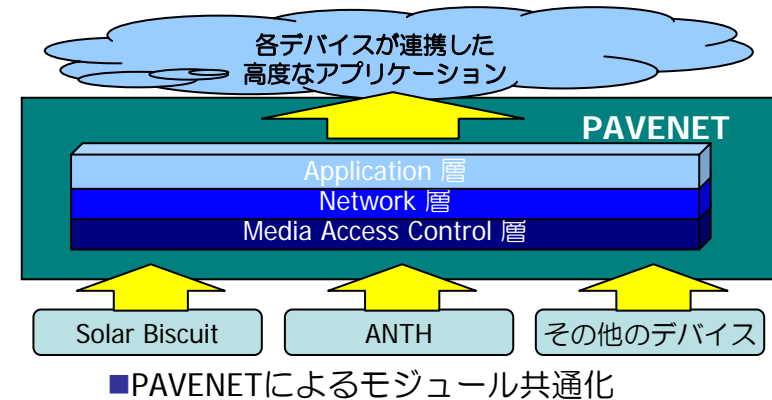 各デバイスが連携した
高度なアプリケーション
PAVENET
Application 層
Network 層
Media Access Control 層
Solar Biscuit
ANTH
その他のデバイス
■PAVENETによるモジュール共通化